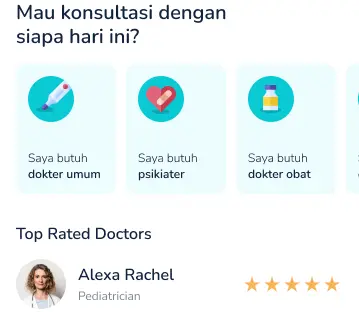 Mau konsultasi dengan
siapa hari ini?
Saya butuh
dokter umum
Saya butuh
psikiater
Saya butuh
dokter obat
Top Rated Doctors
Alexa Rachel
Pediatrician